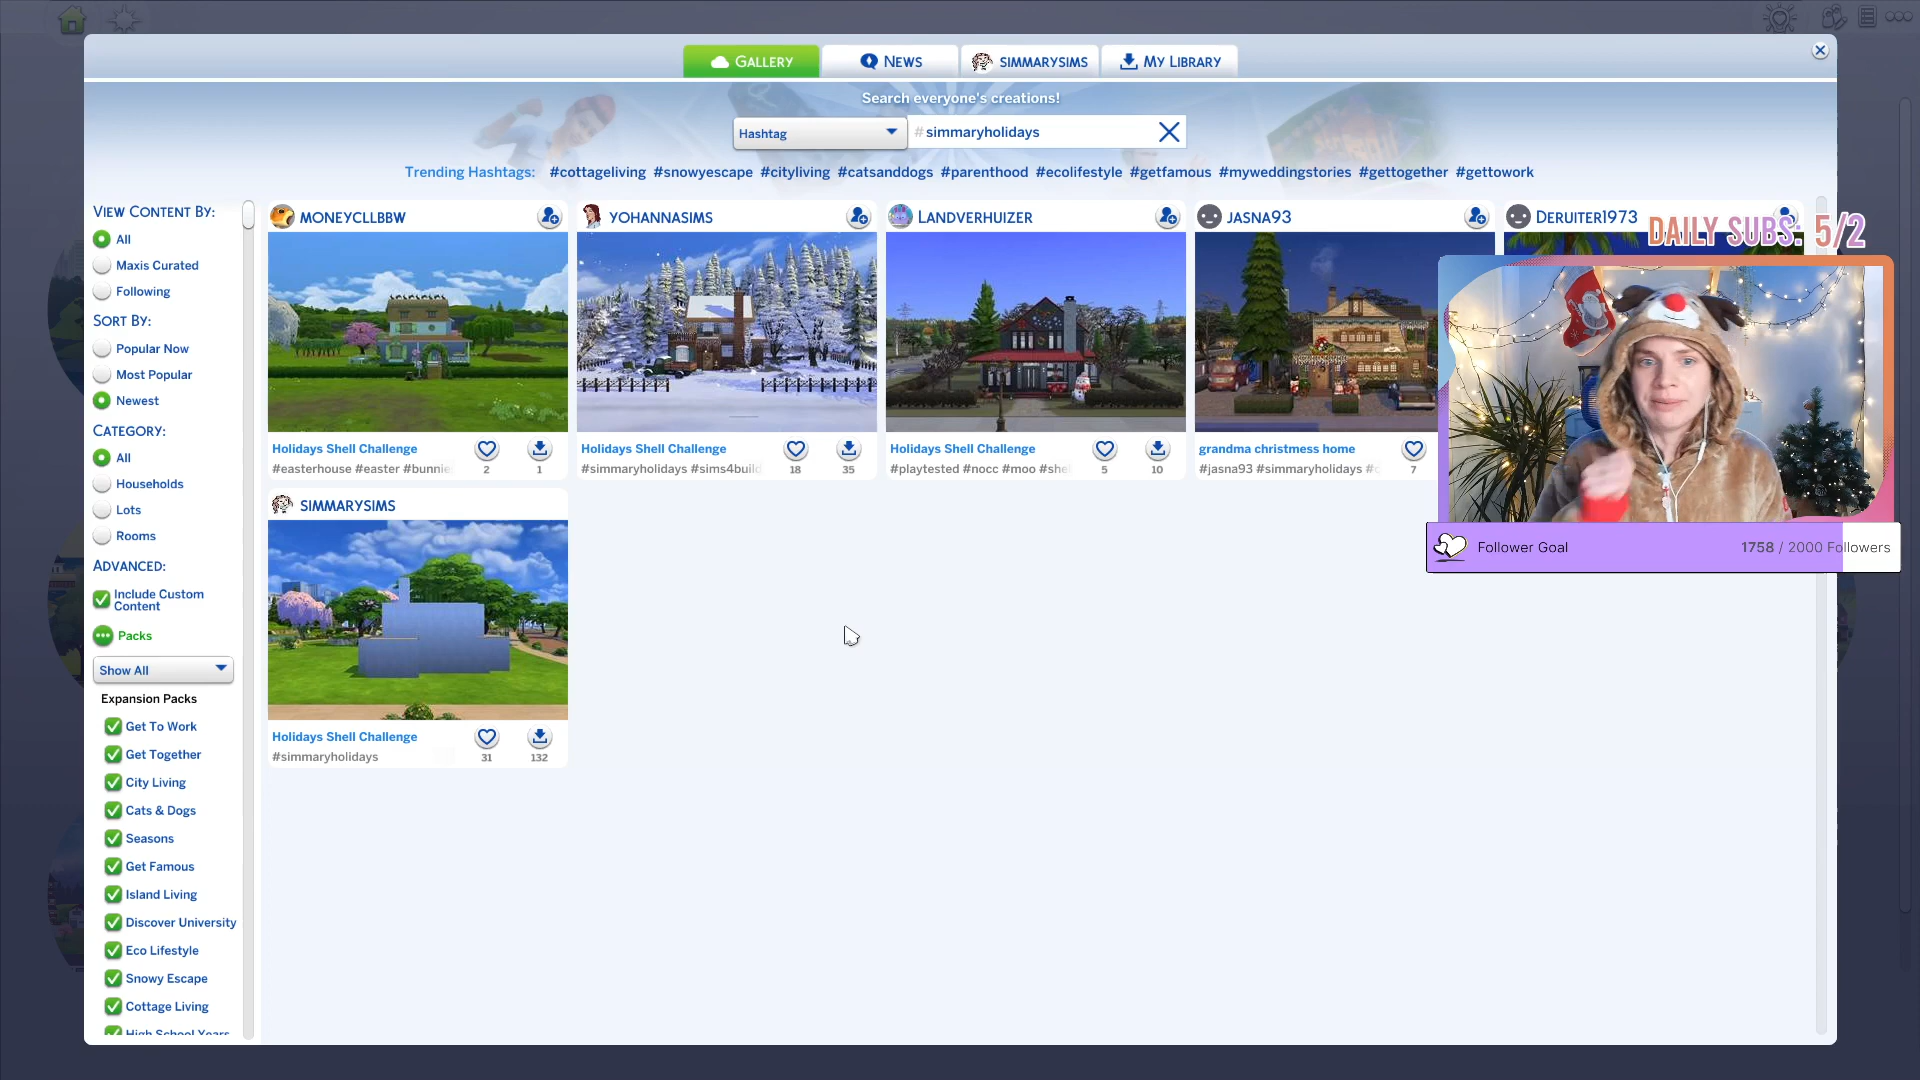 GALLERY
NEWS
SIMMARYSIMS
MY LIBRARY
Search everyone's creations!
Hashtag
# simmaryholidays
Trending Hashtags: #cottageliving #snowyescape #cityliving #catsanddogs #parenthood #ecolifestyle #getfamous #myweddingstories #gettogether #gettowork
VIEW CONTENT BY:
All
Maxis Curated
Following
SORT BY:
Popular Now
Most Popular
Newest
CATEGORY:
All
Households
Lots
Rooms
ADVANCED:
Include Custom
Content
Packs
Show All
Expansion Packs
Get To Work
Get Together
City Living
Cats & Dogs
Seasons
Get Famous
Island Living
Discover University
Eco Lifestyle
Snowy Escape
Cottage Living
High School Years
MONEYCLLBBW
Holidays Shell Challenge
#easterhouse #easter #bunnie
2
1
YOHANNASIMS
Holidays Shell Challenge
#simmaryholidays #sims4build
18
35
LANDVERHUIZER
Holidays Shell Challenge
#playtested #nocc #moo #she
5
10
JASNA93
grandma christmess home
#jasna93 #simmaryholidays #c
7
DERUITER1973
DAILY SUBS: 5/2
Follower Goal
1758 / 2000 Followers
SIMMARYSIMS
Holidays Shell Challenge
#simmaryholidays
31
132